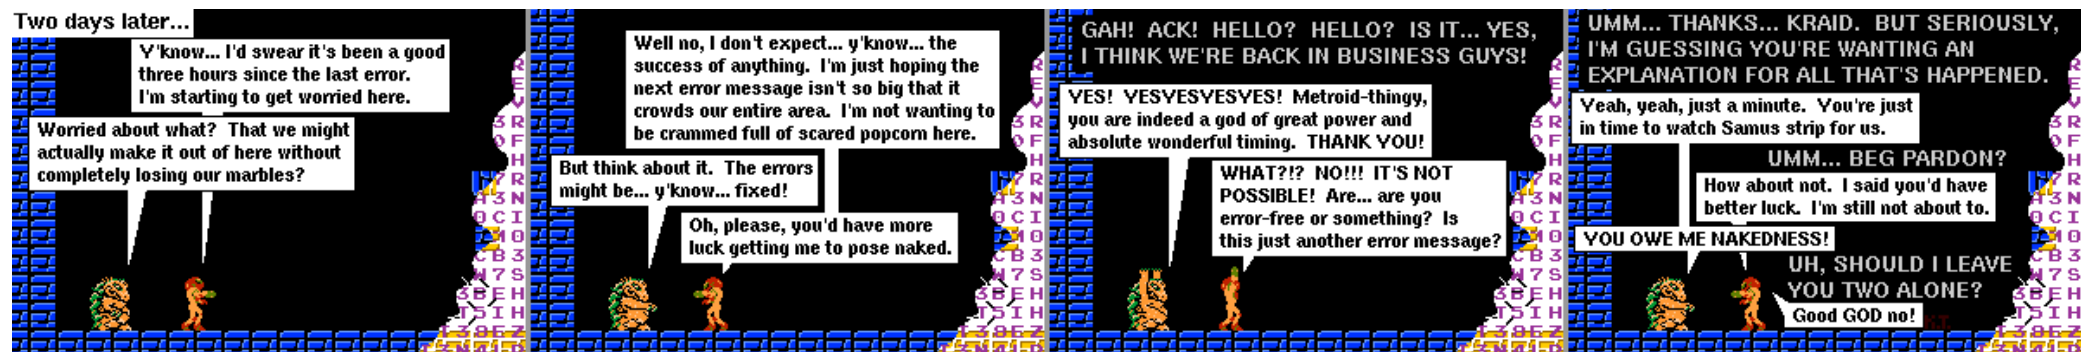 Two days later...
Y'know... I'd swear it's been a good
three hours since the last error.
I'm starting to get worried here.
Worried about what? That we might
actually make it out of here without
completely losing our marbles?
Well no, I don't expect... y'know... the
success of anything. I'm just hoping the
next error message isn't so big that it
crowds our entire area. I'm not wanting to
be crammed full of scared popcorn here.
But think about it. The errors
might be... y'know... fixed!
Oh, please, you'd have more
luck getting me to pose naked.
GAH! ACK! HELLO? HELLO? IS IT... YES,
I THINK WE'RE BACK IN BUSINESS GUYS!
YES! YESYESYESYES! Metroid-thingy,
you are indeed a god of great power and
absolute wonderful timing. THANK YOU!
WHAT?!? NO!!! IT'S NOT
POSSIBLE! Are... are you
error-free or something? Is
this just another error message?
UMM... THANKS... KRAID. BUT SERIOUSLY,
I'M GUESSING YOU'RE WANTING AN
EXPLANATION FOR ALL THAT'S HAPPENED.
Yeah, yeah, just a minute. You're just
in time to watch Samus strip for us.
UMM... BEG PARDON?
How about not. I said you'd have
better luck. I'm still not about to.
YOU OWE ME NAKEDNESS!
UH, SHOULD I LEAVE
YOU TWO ALONE?
Good GOD no!